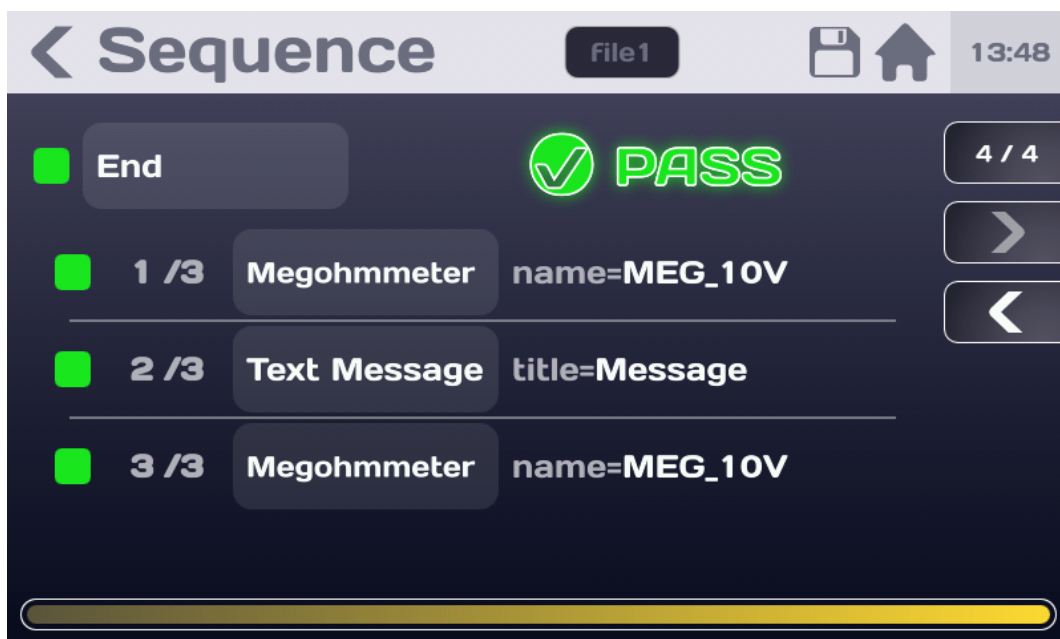 Sequence file1 13:48
End PASS 4 / 4
1 /3 Megohmmeter name=MEG_10V
2 /3 Text Message title=Message
3 /3 Megohmmeter name=MEG_10V